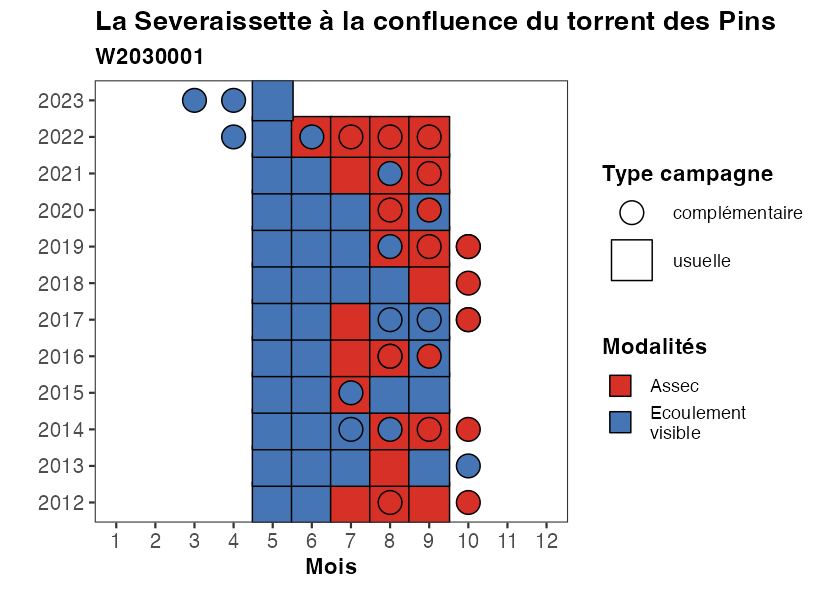 La Severaissette à la confluence du torrent des Pins
W2030001
2023
2022
2021
2020
2019
2018
2017
2016
2015
2014
2013
2012
1 2 3 4 5 6 7 8 9 10 11 12
Mois
Type campagne
complémentaire
usuelle
Modalités
Assec
Ecoulement
visible